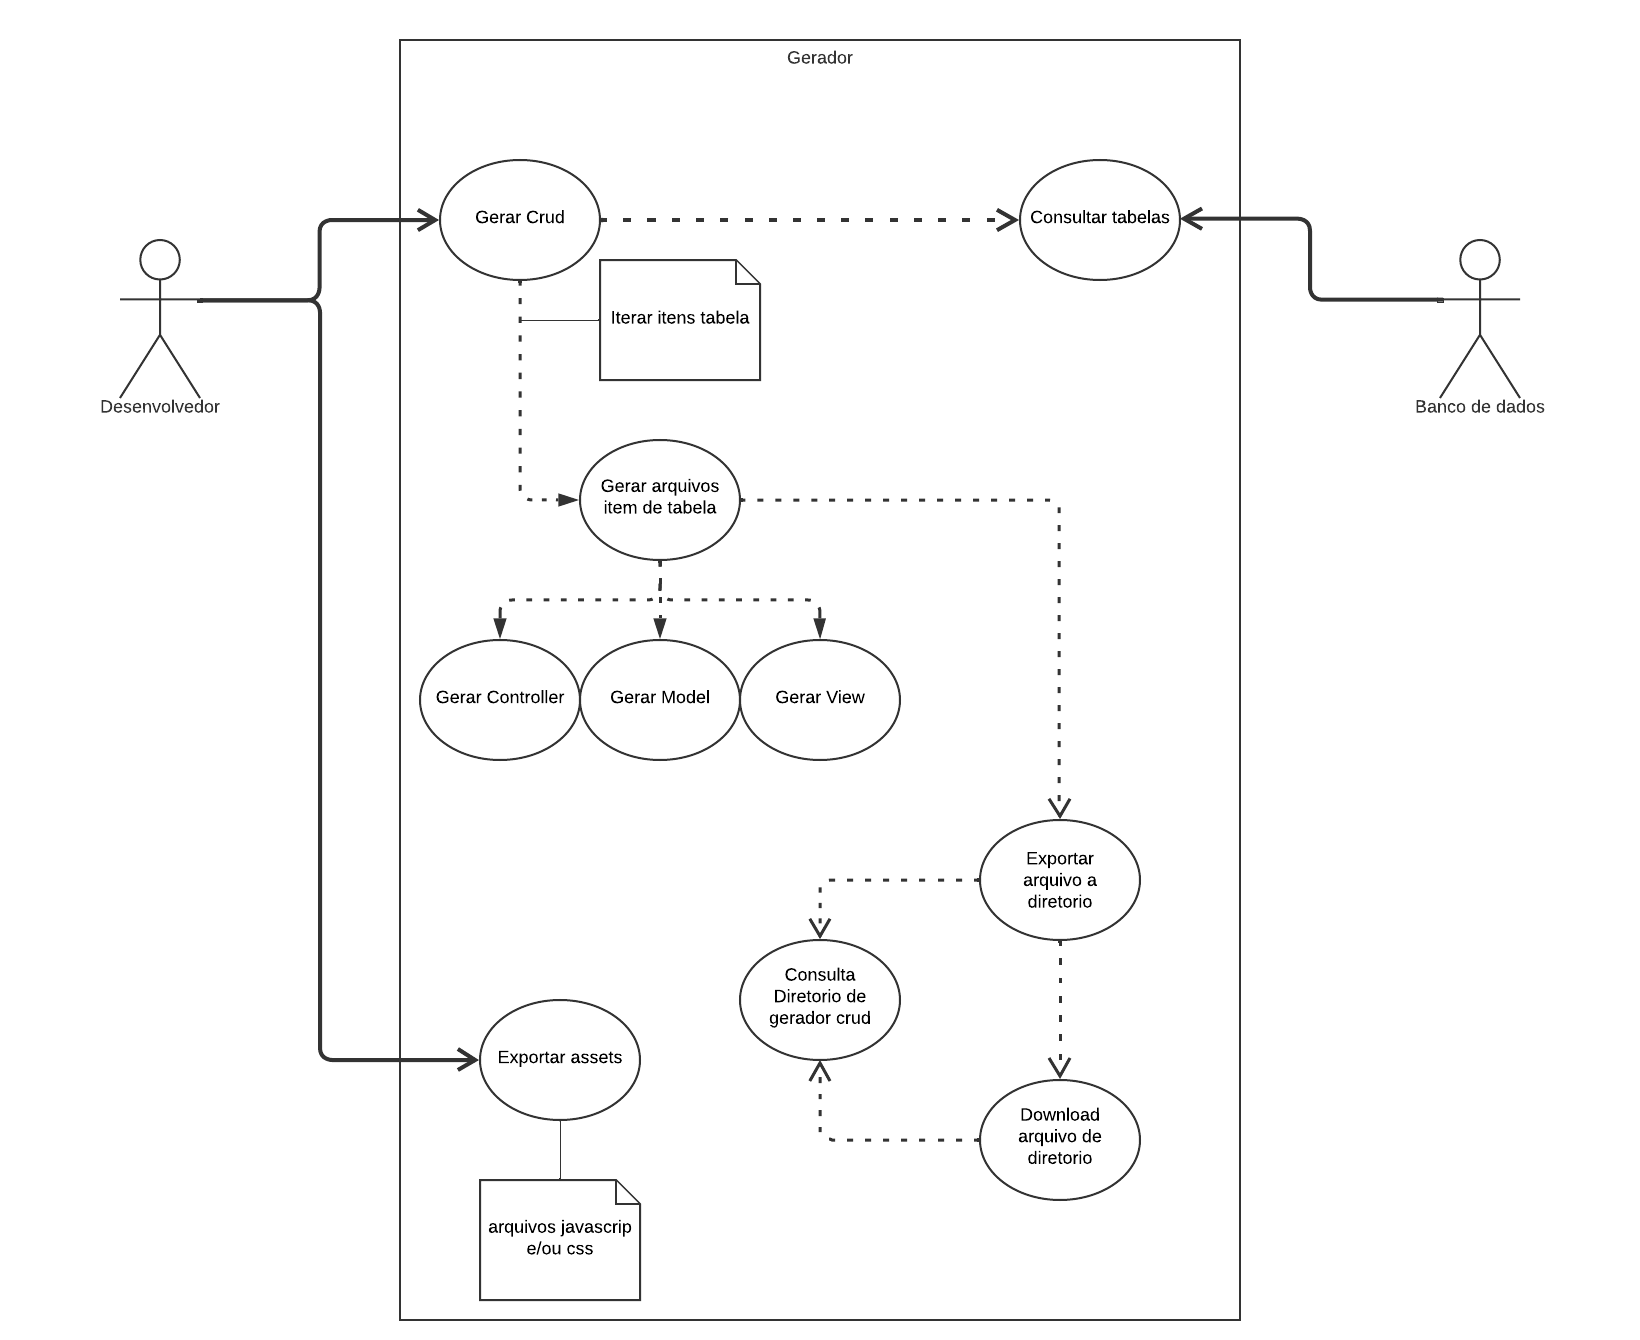 Gerador
Gerar Crud
Consultar tabelas
Iterar itens tabela
Desenvolvedor
Banco de dados
Gerar arquivos
item de tabela
Gerar Controller
Gerar Model
Gerar View
Exportar
arquivo a
diretorio
Consulta
Diretorio de
gerador crud
Exportar assets
Download
arquivo de
diretorio
arquivos javascrip
e/ou css